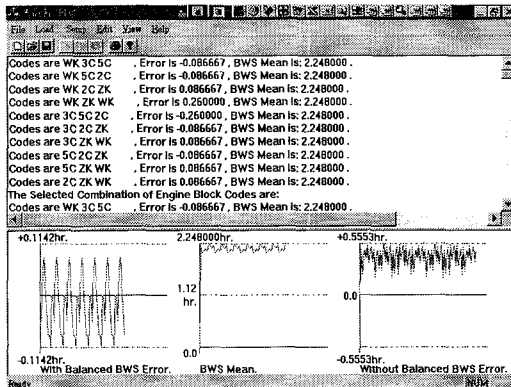 File Load Setup Edit View Help
Codes are WK 3C 5C , Error is -0.086667 , BWS Mean is: 2.248000 .
Codes are WK 5C 2C , Error is -0.086667 , BWS Mean is: 2.248000 .
Codes are WK 2C ZK , Error is 0.086667 , BWS Mean is: 2.248000 .
Codes are WK ZK WK , Error is 0.260000 , BWS Mean is: 2.248000 .
Codes are 3C 5C 2C , Error is -0.260000 , BWS Mean is: 2.248000 .
Codes are 3C 2C ZK , Error is -0.086667 , BWS Mean is: 2.248000 .
Codes are 3C ZK WK , Error is 0.086667 , BWS Mean is: 2.248000 .
Codes are 5C 2C ZK , Error is -0.086667 , BWS Mean is: 2.248000 .
Codes are 5C ZK WK , Error is 0.086667 , BWS Mean is: 2.248000 .
Codes are 2C ZK WK , Error is 0.086667 , BWS Mean is: 2.248000 .
The Selected Combination of Engine Block Codes are:
Codes are WK 3C 5C , Error is -0.086667 , BWS Mean is: 2.248000 .
+0.1142hr. 2.248000hr. +0.5553hr.
1.12 0.0
hr.
0.0
-0.1142hr. -0.5553hr.
With Balanced BWS Error. BWS Mean. Without Balanced BWS Error.
Ready NUM